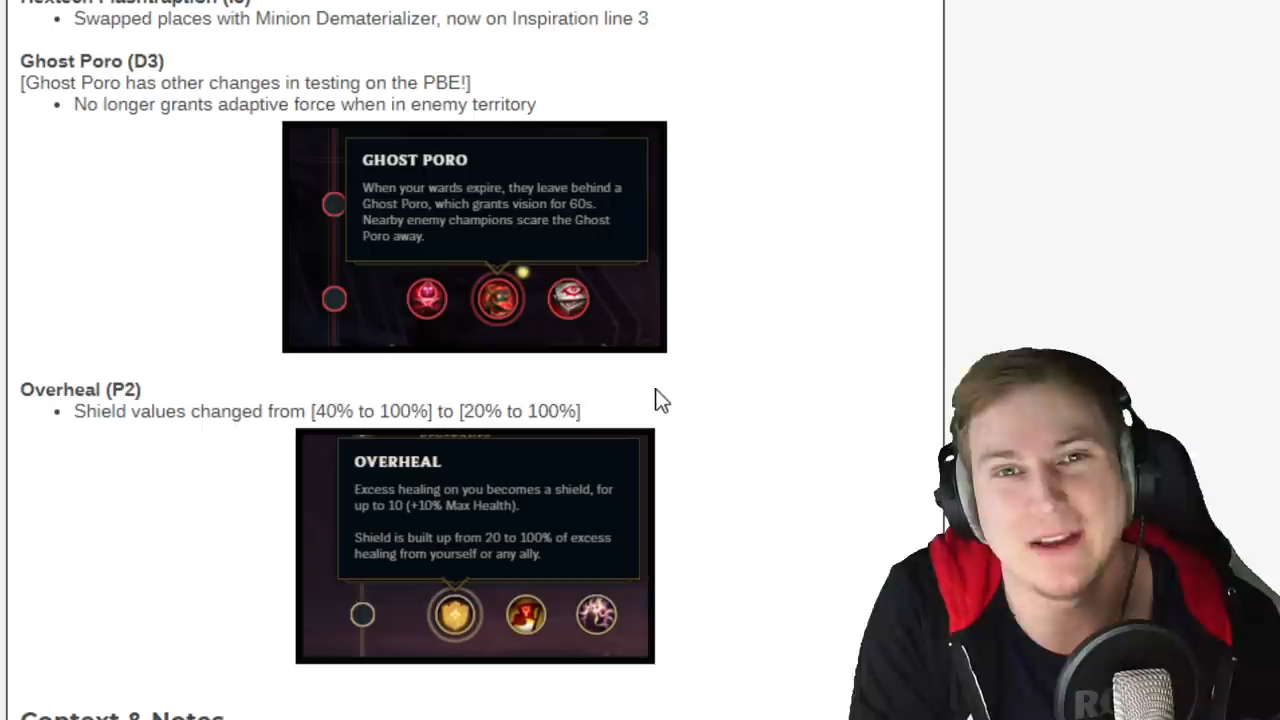 Hextech Flashtraption (I3)
• Swapped places with Minion Dematerializer, now on Inspiration line 3
Ghost Poro (D3)
[Ghost Poro has other changes in testing on the PBE!]
• No longer grants adaptive force when in enemy territory
GHOST PORO
When your wards expire, they leave behind a
Ghost Poro, which grants vision for 60s.
Nearby enemy champions scare the Ghost
Poro away.
Overheal (P2)
• Shield values changed from [40% to 100%] to [20% to 100%]
OVERHEAL
Excess healing on you becomes a shield, for
up to 10 (+10% Max Health).
Shield is built up from 20 to 100% of excess
healing from yourself or any ally.
Context & Notes